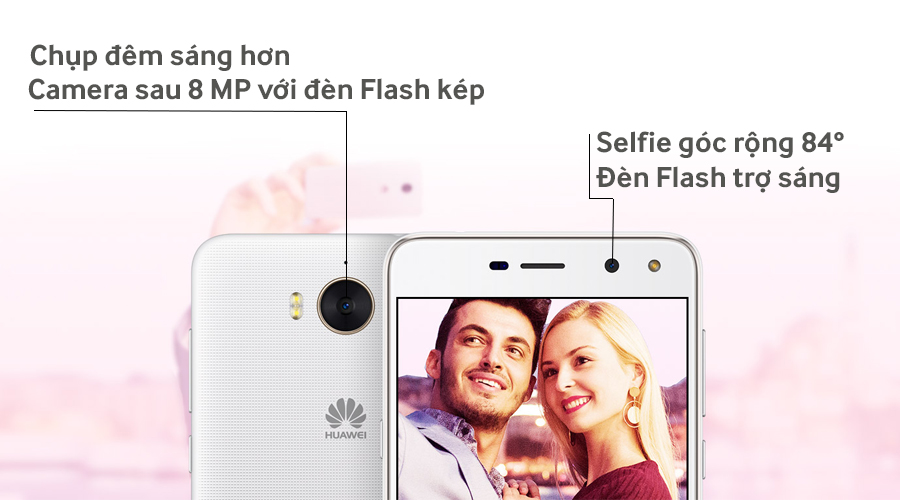 Chụp đêm sáng hơn
Camera sau 8 MP với đèn Flash kép
Selfie góc rộng 84°
Đèn Flash trợ sáng
HUAWEI